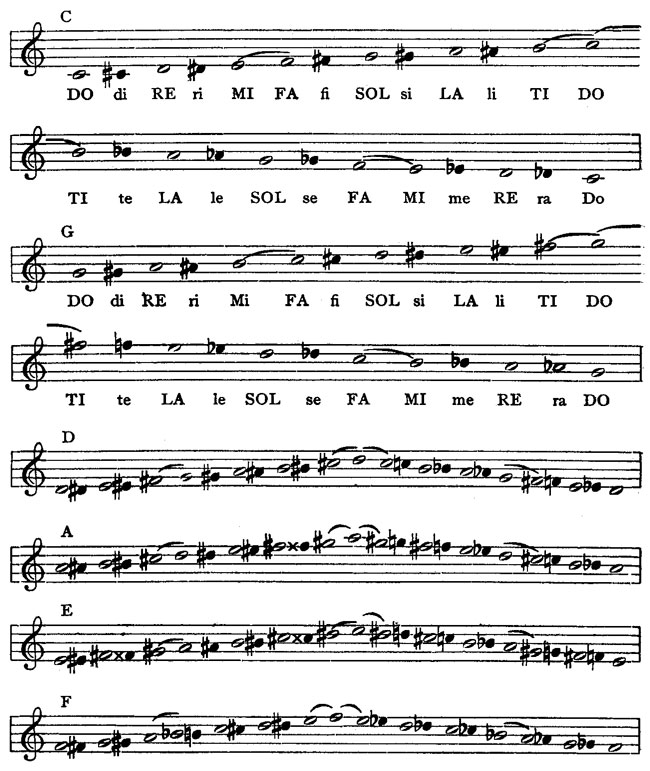 C
DO di RE ri MI FA fi SOL si LA li TI DO
TI te LA le SOL se FA MI me RE ra Do
G
DO di RE ri Mi FA fi SOL si LA li TI DO
TI te LA le SOL se FA MI me RE ra DO
D
A
E
F